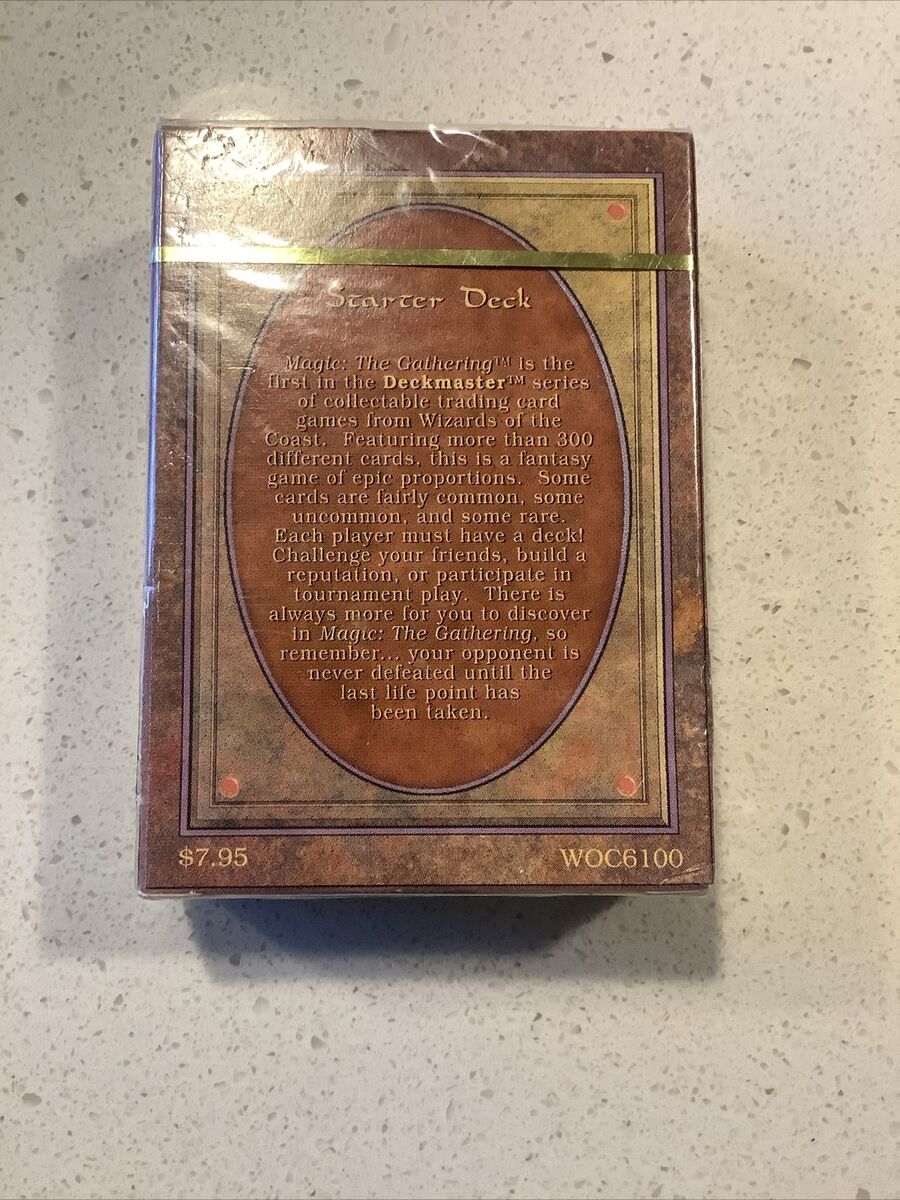 Starter Deck
Magic: The Gathering™ is the
first in the Deckmaster™ series
of collectable trading card
games from Wizards of the
Coast. Featuring more than 300
different cards, this is a fantasy
game of epic proportions. Some
cards are fairly common, some
uncommon, and some rare.
Each player must have a deck!
Challenge your friends, build a
reputation, or participate in
tournament play. There is
always more for you to discover
in Magic: The Gathering, so
remember... your opponent is
never defeated until the
last life point has
been taken.
$7.95 WOC6100